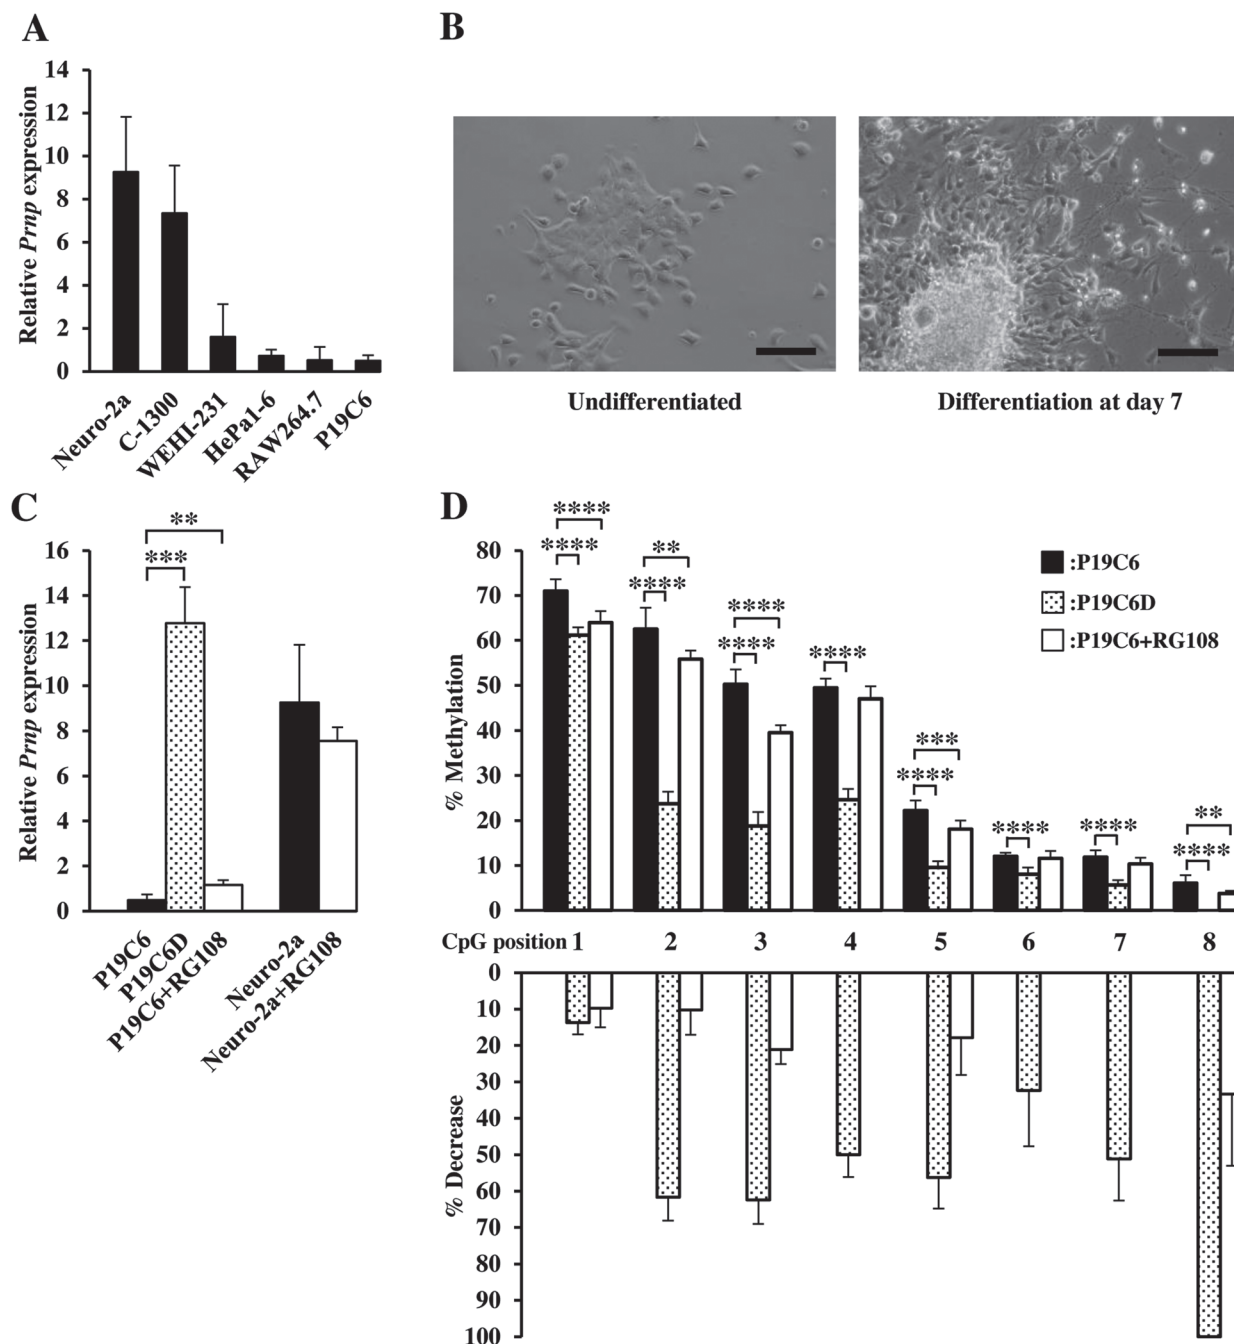 A
Relative Prnp expression
14
12
10
8
6
4
2
0
Neuro-2a
C-1300
WEHI-231
HePa1-6
RAW264.7
P19C6
B
Undifferentiated
Differentiation at day 7
C
Relative Prnp expression
16
14
12
10
8
6
4
2
0
**
***
P19C6
P19C6D
P19C6+RG108
Neuro-2a
Neuro-2a+RG108
D
% Methylation
80
70
60
50
40
30
20
10
0
****
****
**
****
****
****
****
***
****
****
****
**
****
:P19C6
:P19C6D
:P19C6+RG108
CpG position 1 2 3 4 5 6 7 8
% Decrease
0
10
20
30
40
50
60
70
80
90
100